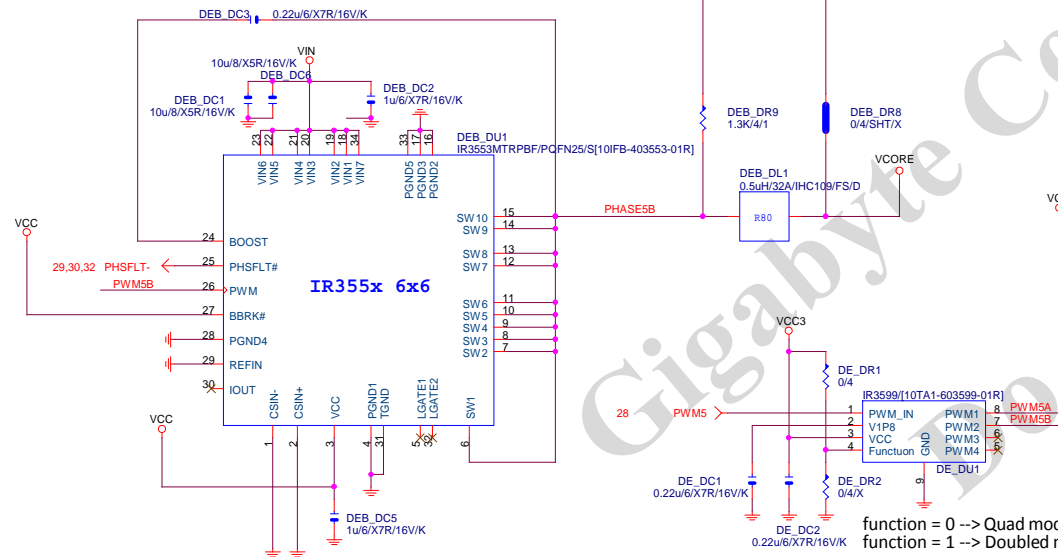 DEB_DC3 0.22u/6/X7R/16V/K
VIN
10u/8/X5R/16V/K
DEB_DC6
DEB_DC1
10u/8/X5R/16V/K
DEB_DC2
1u/6/X7R/16V/K
DEB_DU1
IR3553MTRPBF/PQFN25/S[10IFB-403553-01R]
23 22 21 20 19 18 34 33 17 16
VIN6 VIN5 VIN4 VIN3 VIN2 VIN1 VIN7 PGND5 PGND3 PGND2
VCC
24 BOOST
29,30,32 PHSFLT- 25 PHSFLT#
PWM5B 26 PWM
27 BBRK#
28 PGND4
29 REFIN
30 IOUT
IR355x 6x6
SW10 15
SW9 14
SW8 13
SW7 12
SW6 11
SW5 10
SW4 9
SW3 8
SW2 7
CSIN- CSIN+ VCC PGND1 TGND LGATE1 LGATE2 SW1
1 2 3 4 31 5 32 6
VCC
DEB_DC5
1u/6/X7R/16V/K
PHASE5B
DEB_DR9
1.3K/4/1
DEB_DR8
0/4/SHT/X
DEB_DL1
0.5uH/32A/IHC109/FS/D
R80
VCORE
VCC3
DE_DR1
0/4
IR3599/[10TA1-603599-01R]
28 PWM5
1 PWM_IN
2 V1P8
3 VCC
4 Functuon
GND
9
PWM1 8 PWM5A
PWM2 7 PWM5B
PWM3 6
PWM4 5
DE_DU1
DE_DC1
0.22u/6/X7R/16V/K
DE_DC2
0.22u/6/X7R/16V/K
DE_DR2
0/4/X
function = 0 --> Quad mod
function = 1 --> Doubled
Gigabyte Co
Do